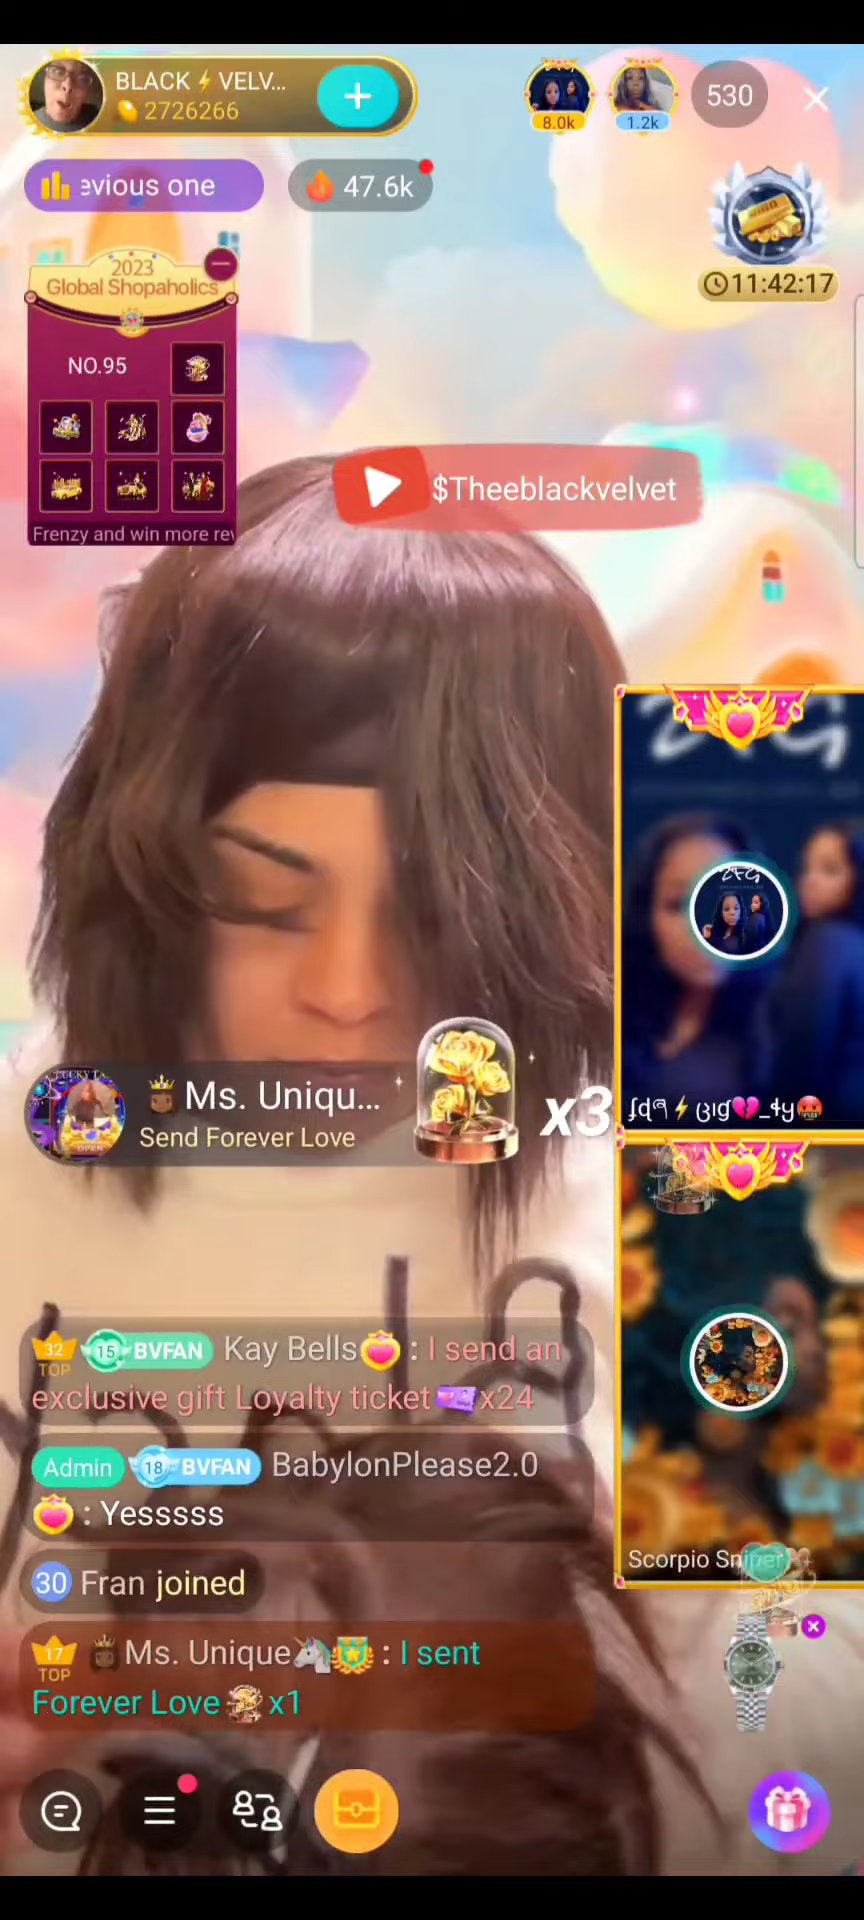 BLACK⚡VELV...
2726266
8.0k
1.2k
530
evious one
47.6k
11:42:17
2023
Global Shopaholics
NO.95
Frenzy and win more rev
$Theeblackvelvet
Ms. Uniqu...
Send Forever Love
x3
Scorpio Sniper
32 TOP 15 BVFAN Kay Bells : I send an
exclusive gift Loyalty ticket x24
Admin 18 BVFAN BabylonPlease2.0
: Yesssss
30 Fran joined
17 TOP Ms. Unique🦄 : I sent
Forever Love x1